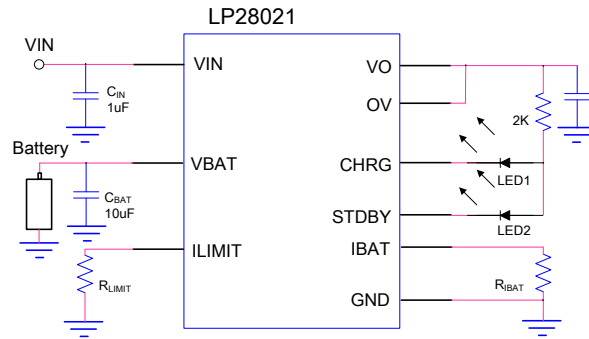 LP28021
VIN
VIN
CIN
1uF
Battery
VBAT
CBAT
10uF
ILIMIT
RLIMIT
VO
OV
2K
CHRG
LED1
STDBY
LED2
IBAT
RIBAT
GND